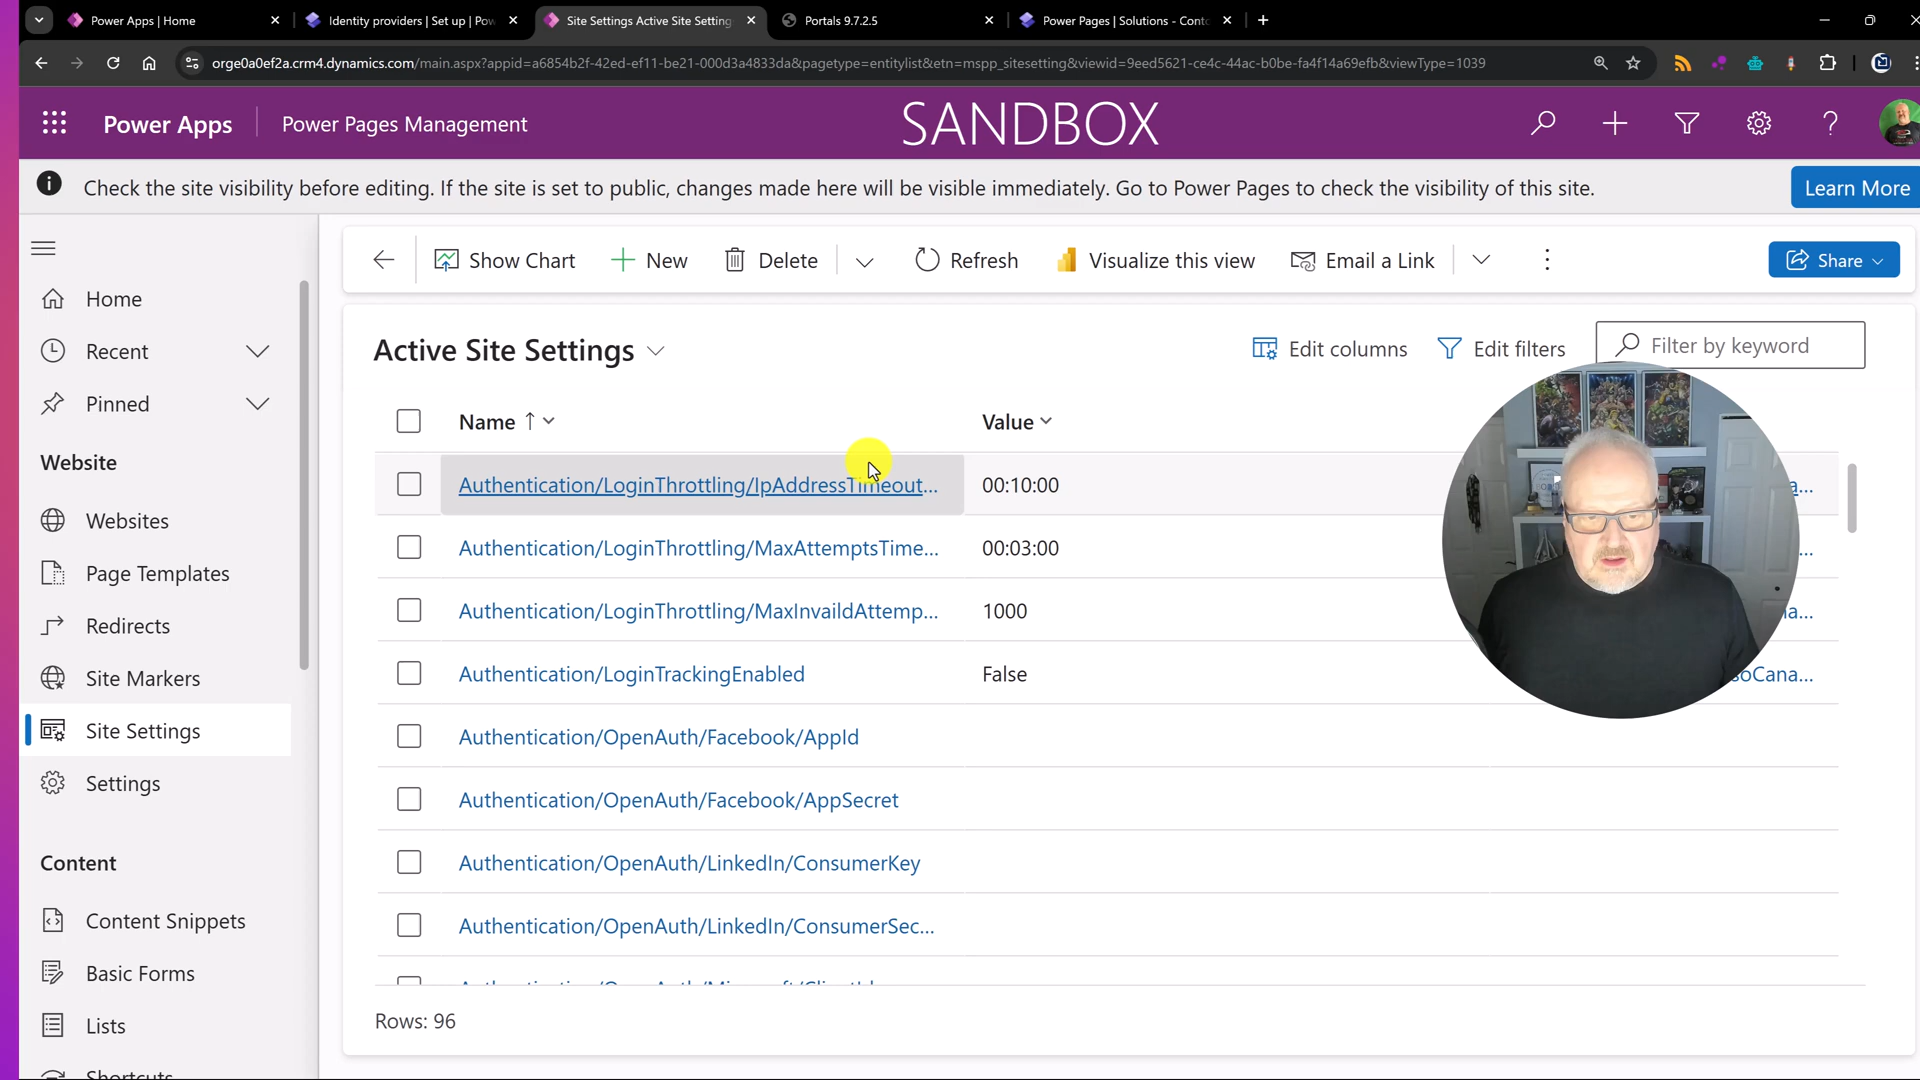 Power Apps | Home
Identity providers | Set up | Pow
Site Settings Active Site Setting
Portals 9.7.2.5
Power Pages | Solutions - Conto
orge0a0ef2a.crm4.dynamics.com/main.aspx?appid=a6854b2f-42ed-ef11-be21-000d3a4833da&pagetype=entitylist&etn=mspp_sitesetting&viewid=9eed5621-ce4c-44ac-b0be-fa4f14a69efb&viewType=1039
Power Apps
Power Pages Management
SANDBOX
Check the site visibility before editing. If the site is set to public, changes made here will be visible immediately. Go to Power Pages to check the visibility of this site.
Learn More
Show Chart
New
Delete
Refresh
Visualize this view
Email a Link
Share
Home
Recent
Pinned
Website
Websites
Page Templates
Redirects
Site Markers
Site Settings
Settings
Content
Content Snippets
Basic Forms
Lists
Shortcuts
Active Site Settings
Edit columns
Edit filters
Filter by keyword
Name
Value
Authentication/LoginThrottling/IpAddressTimeout...
00:10:00
a...
Authentication/LoginThrottling/MaxAttemptsTime...
00:03:00
...
Authentication/LoginThrottling/MaxInvaildAttemp...
1000
a...
Authentication/LoginTrackingEnabled
False
soCana...
Authentication/OpenAuth/Facebook/AppId
Authentication/OpenAuth/Facebook/AppSecret
Authentication/OpenAuth/LinkedIn/ConsumerKey
Authentication/OpenAuth/LinkedIn/ConsumerSec...
Rows: 96